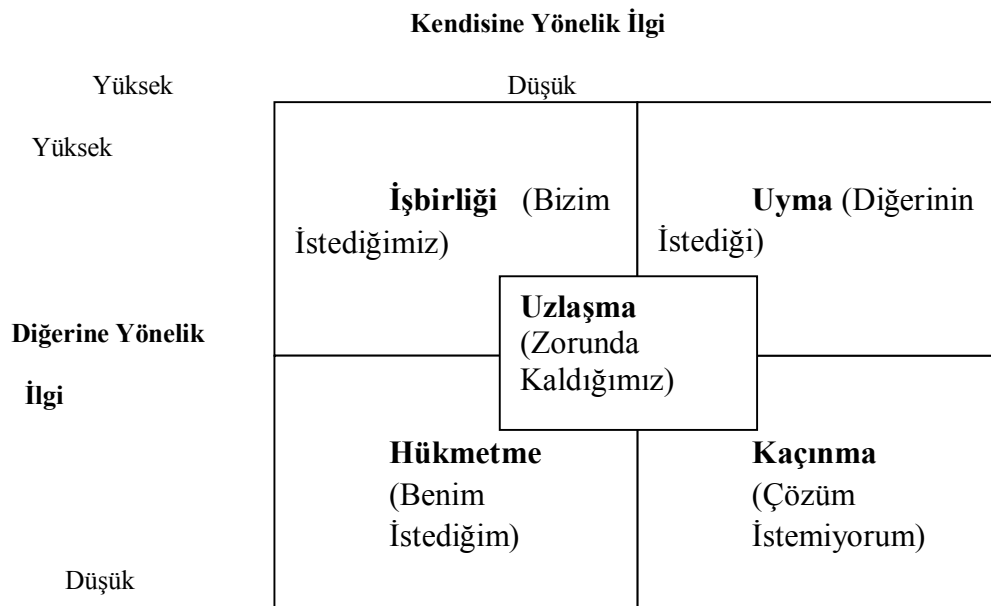 Kendisine Yönelik İlgi
Yüksek Düşük
Yüksek
İşbirliği (Bizim
İstediğimiz)
Uyma (Diğerinin
İstediği)
Uzlaşma
(Zorunda
Kaldığımız)
Diğerine Yönelik
İlgi
Hükmetme
(Benim
İstediğim)
Kaçınma
(Çözüm
İstemiyorum)
Düşük